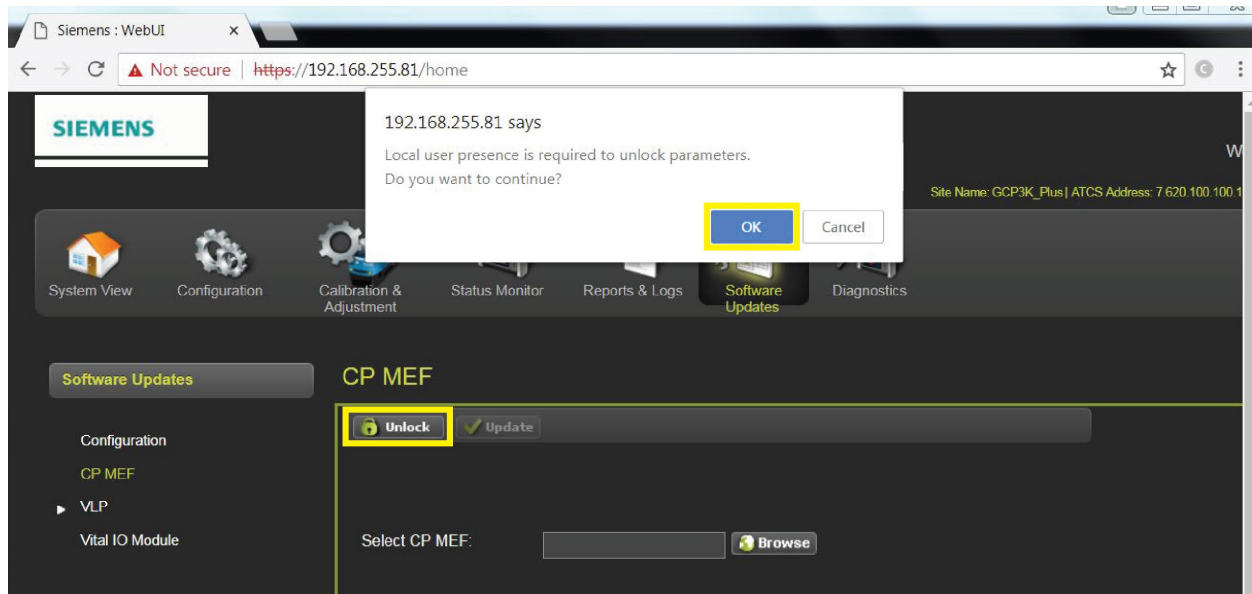 Siemens : WebUI
Not secure | https://192.168.255.81/home
SIEMENS
192.168.255.81 says
Local user presence is required to unlock parameters.
Do you want to continue?
OK
Cancel
W
Site Name: GCP3K_Plus | ATCS Address: 7.620.100.100.1
System View
Configuration
Calibration &
Adjustment
Status Monitor
Reports & Logs
Software
Updates
Diagnostics
Software Updates
CP MEF
Unlock
Update
Configuration
CP MEF
VLP
Vital IO Module
Select CP MEF:
Browse